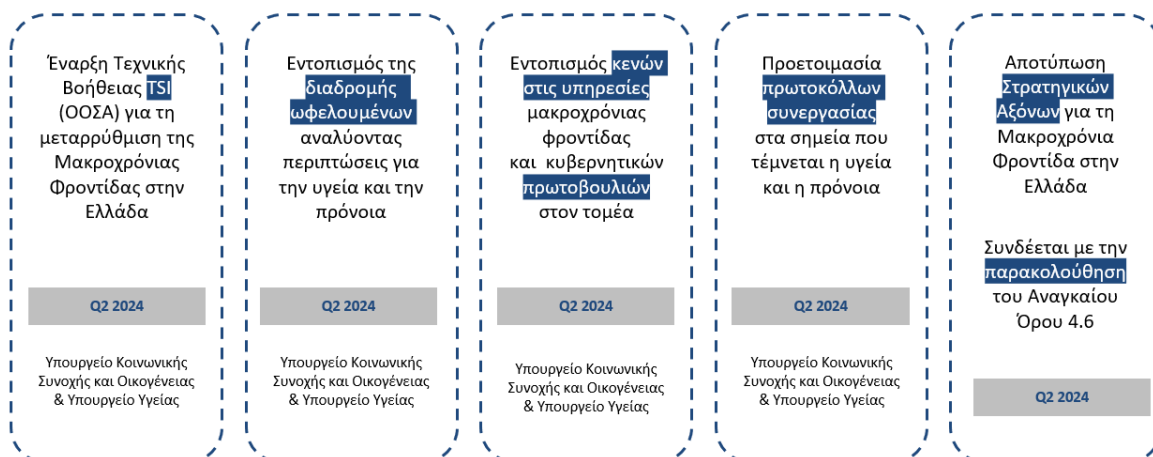 Έναρξη Τεχνικής
Βοήθειας TSI
(ΟΟΣΑ) για τη
μεταρρύθμιση της
Μακροχρόνιας
Φροντίδας στην
Ελλάδα
Q2 2024
Υπουργείο Κοινωνικής
Συνοχής και Οικογένειας
& Υπουργείο Υγείας
Εντοπισμός της
διαδρομής
ωφελουμένων
αναλύοντας
περιπτώσεις για
την υγεία και την
πρόνοια
Q2 2024
Υπουργείο Κοινωνικής
Συνοχής και Οικογένειας
& Υπουργείο Υγείας
Εντοπισμός κενών
στις υπηρεσίες
μακροχρόνιας
φροντίδας
και κυβερνητικών
πρωτοβουλιών
στον τομέα
Q2 2024
Υπουργείο Κοινωνικής
Συνοχής και Οικογένειας
& Υπουργείο Υγείας
Προετοιμασία
πρωτοκόλλων
συνεργασίας
στα σημεία που
τέμνεται η υγεία
και η πρόνοια
Q2 2024
Υπουργείο Κοινωνικής
Συνοχής και Οικογένειας
& Υπουργείο Υγείας
Αποτύπωση
Στρατηγικών
Αξόνων για τη
Μακροχρόνια
Φροντίδα στην
Ελλάδα
Συνδέεται με την
παρακολούθηση
του Αναγκαίου
Όρου 4.6
Q2 2024